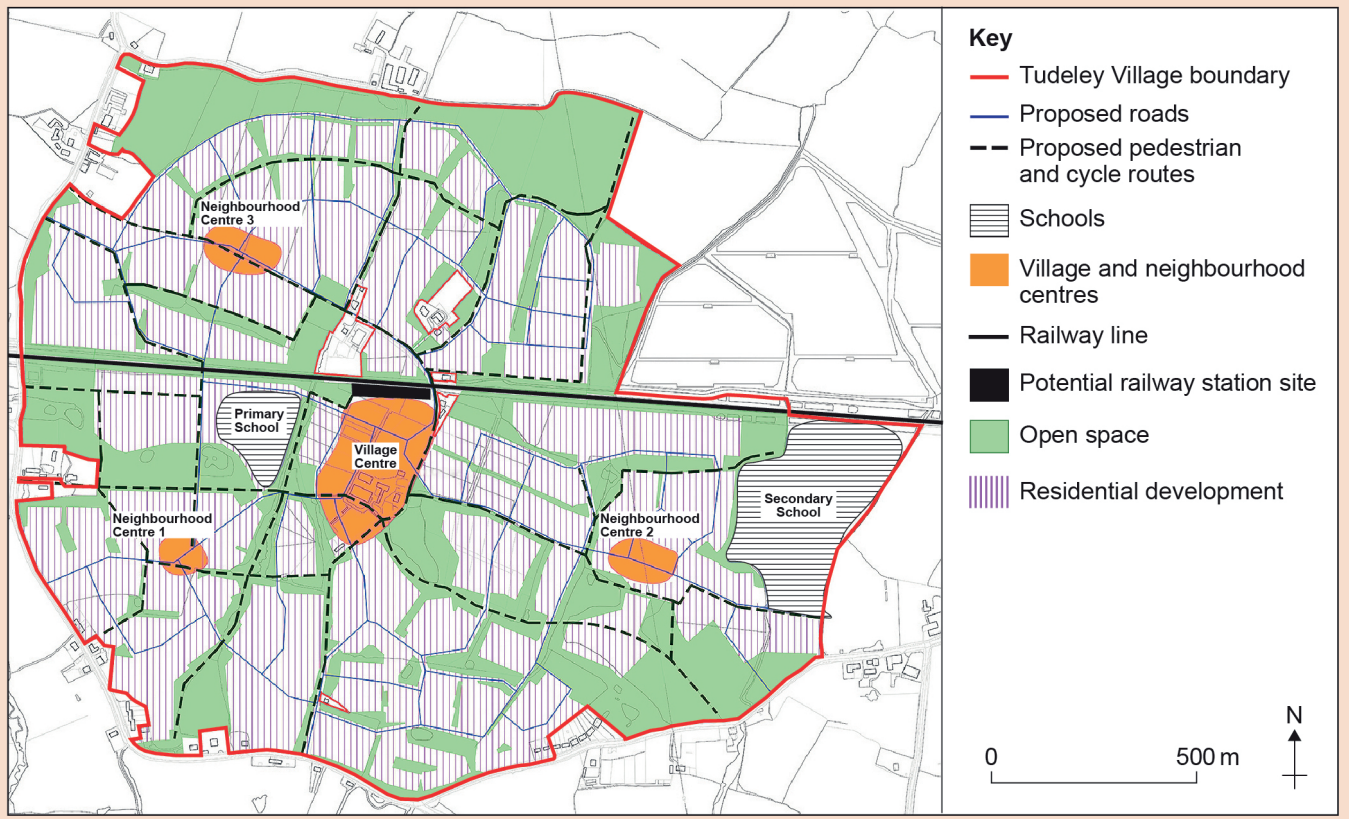 Neighbourhood
Centre 3
Primary
School
Village
Centre
Secondary
School
Neighbourhood
Centre 1
Neighbourhood
Centre 2
Key
Tudeley Village boundary
Proposed roads
Proposed pedestrian
and cycle routes
Schools
Village and neighbourhood
centres
Railway line
Potential railway station site
Open space
Residential development
N
0 500 m